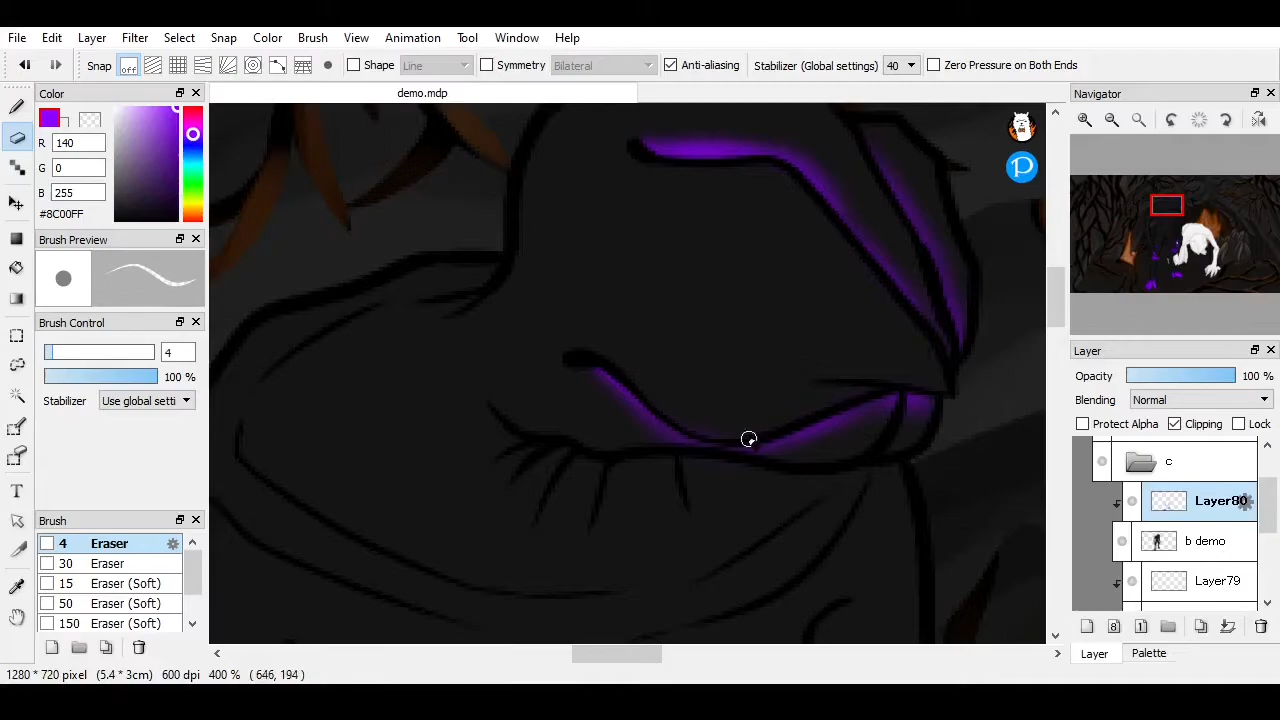 File Edit Layer Filter Select Snap Color Brush View Animation Tool Window Help
Snap off Shape Line Symmetry Bilateral Anti-aliasing Stabilizer (Global settings) 40 Zero Pressure on Both Ends
Color
demo.mdp
Navigator
R 140
G 0
B 255
#8C00FF
Brush Preview
Brush Control
4
100 %
Stabilizer Use global setti
Brush
4 Eraser
30 Eraser
15 Eraser (Soft)
50 Eraser (Soft)
150 Eraser (Soft)
P
Layer
Opacity 100 %
Blending Normal
Protect Alpha Clipping Lock
c
Layer80
b demo
Layer79
8 1
Layer Palette
1280 * 720 pixel (5.4 * 3cm) 600 dpi 400 % ( 646, 194 )